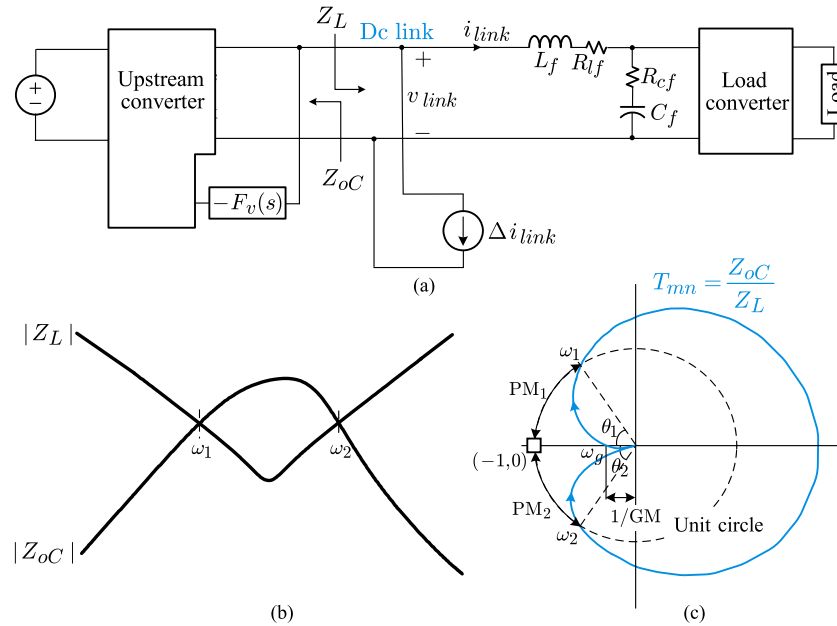 Z_L
Dc link
i_link
Upstream
converter
+
−
+
−
v_link
L_f
R_lf
R_cf
C_f
Load
converter
Load
Z_oC
−F_v(s)
Δ i_link
(a)
|Z_L|
ω_1
ω_2
|Z_oC|
(b)
T_mn = Z_oC / Z_L
ω_1
PM_1
θ_1
(−1,0)
ω_g
θ_2
PM_2
1/GM
Unit circle
ω_2
(c)